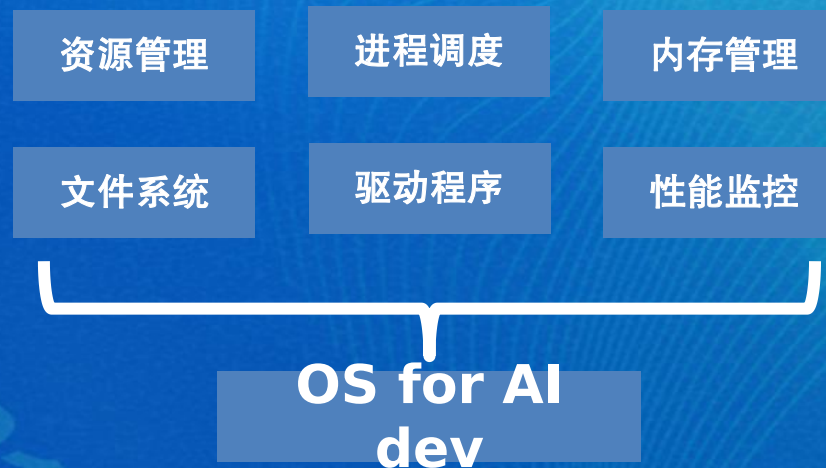 资源管理
进程调度
内存管理
文件系统
驱动程序
性能监控
OS for AI
dev